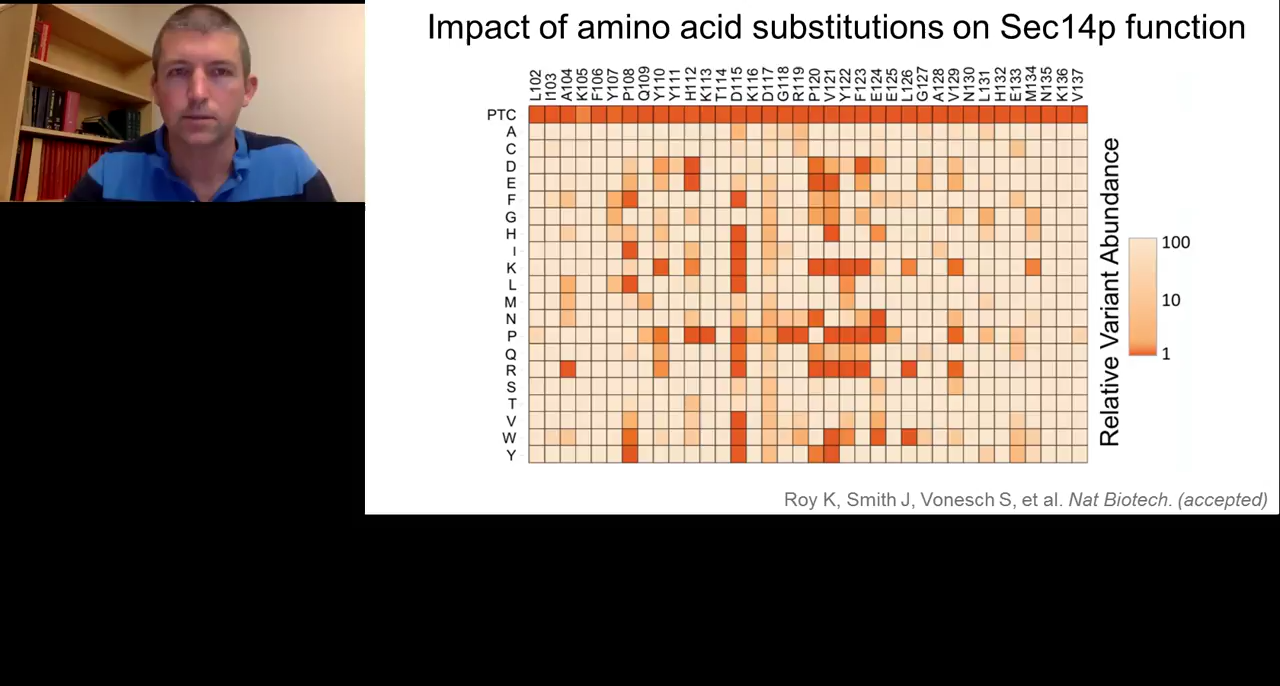 Impact of amino acid substitutions on Sec14p function
L102 I103 A104 K105 F106 Y107 P108 Q109 Y110 Y111 H112 K113 T114 D115 K116 D117 G118 R119 P120 V121 Y122 F123 E124 E125 L126 G127 A128 V129 N130 L131 H132 E133 M134 N135 K136 V137
PTC
A
C
D
E
F
G
H
I
K
L
M
N
P
Q
R
S
T
V
W
Y
Relative Variant Abundance
100
10
1
Roy K, Smith J, Vonesch S, et al. Nat Biotech. (accepted)